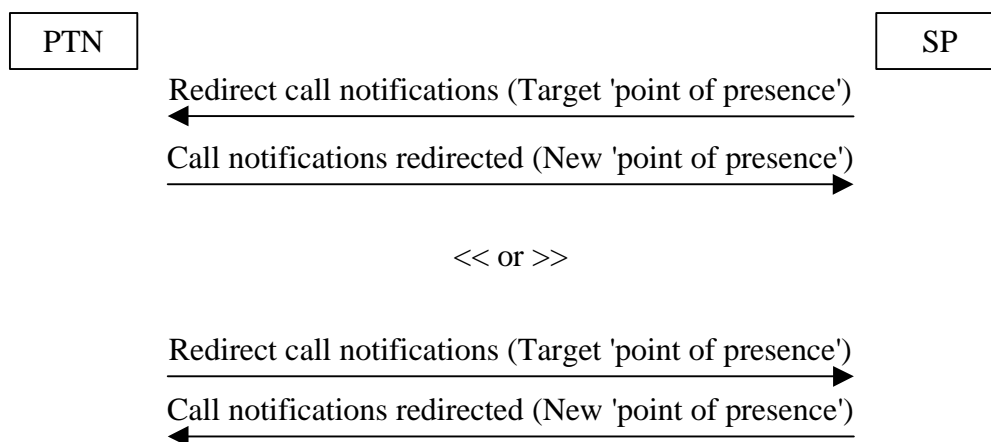 PTN
SP
Redirect call notifications (Target 'point of presence')
Call notifications redirected (New 'point of presence')
<< or >>
Redirect call notifications (Target 'point of presence')
Call notifications redirected (New 'point of presence')